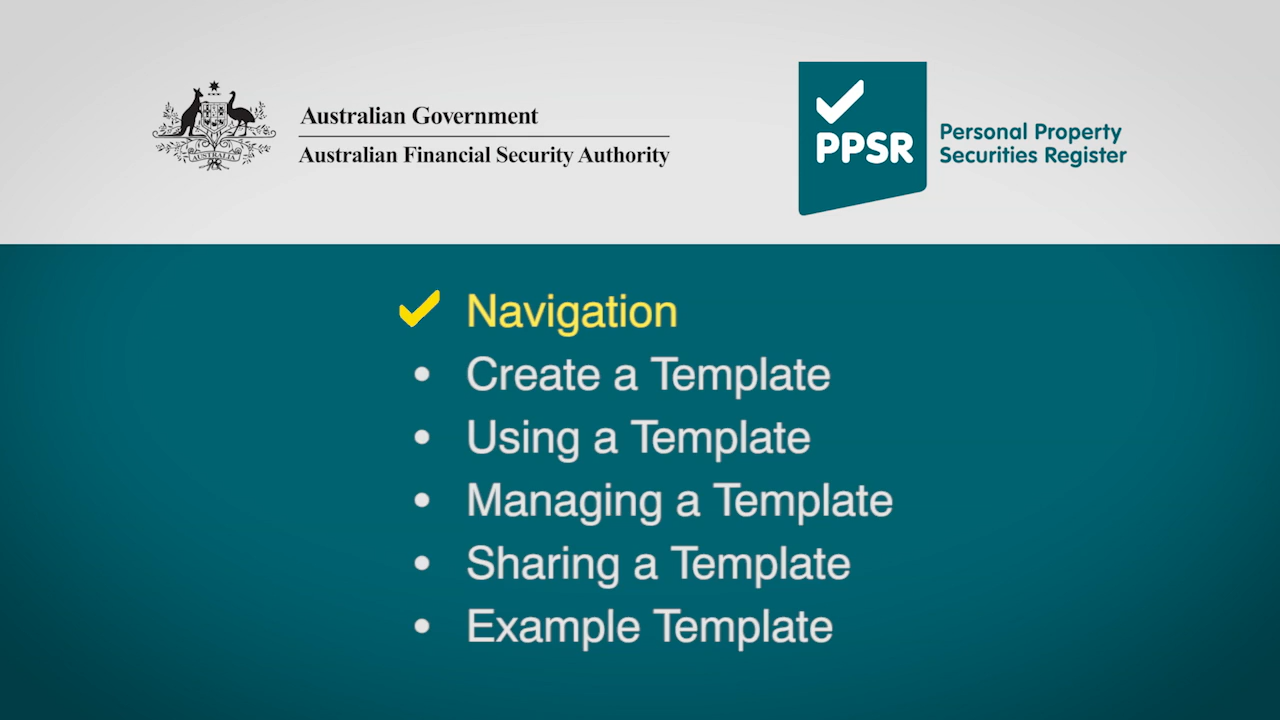 Australian Government
Australian Financial Security Authority
AUSTRALIA
PPSR
Personal Property
Securities Register
Navigation
• Create a Template
• Using a Template
• Managing a Template
• Sharing a Template
• Example Template